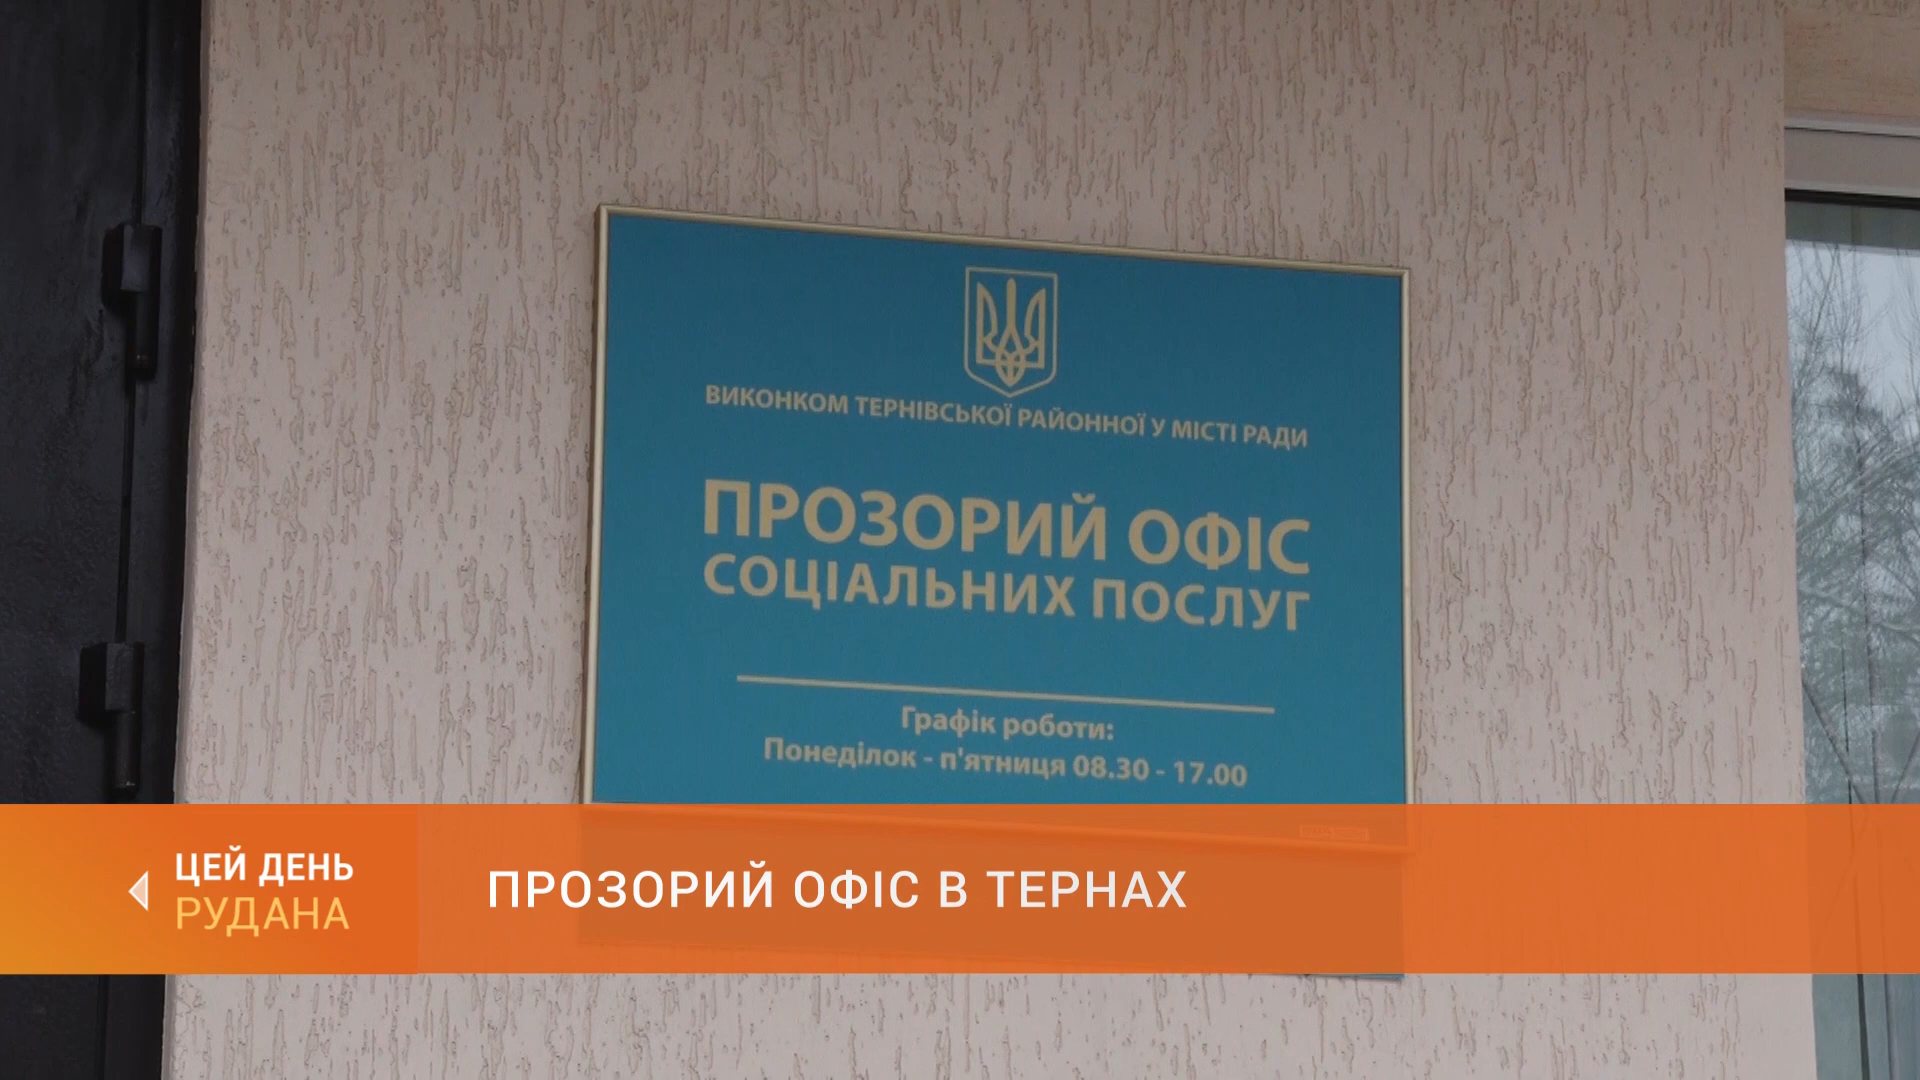 ВИКОНКОМ ТЕРНІВСЬКОЇ РАЙОННОЇ У МІСТІ РАДИ
ПРОЗОРИЙ ОФІС
СОЦІАЛЬНИХ ПОСЛУГ
Графік роботи:
Понеділок - п'ятниця 08.30 - 17.00
ЦЕЙ ДЕНЬ
РУДАНА
ПРОЗОРИЙ ОФІС В ТЕРНАХ